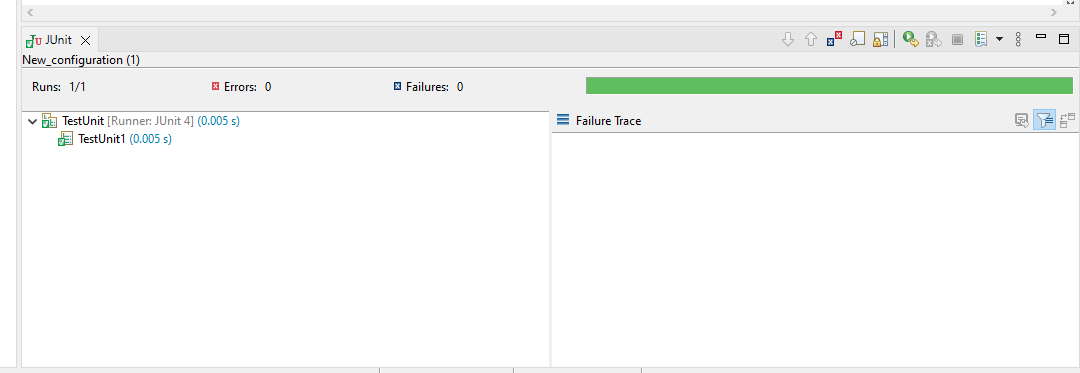 JUnit
New_configuration (1)
Runs: 1/1 Errors: 0 Failures: 0
TestUnit [Runner: JUnit 4] (0.005 s)
TestUnit1 (0.005 s)
Failure Trace